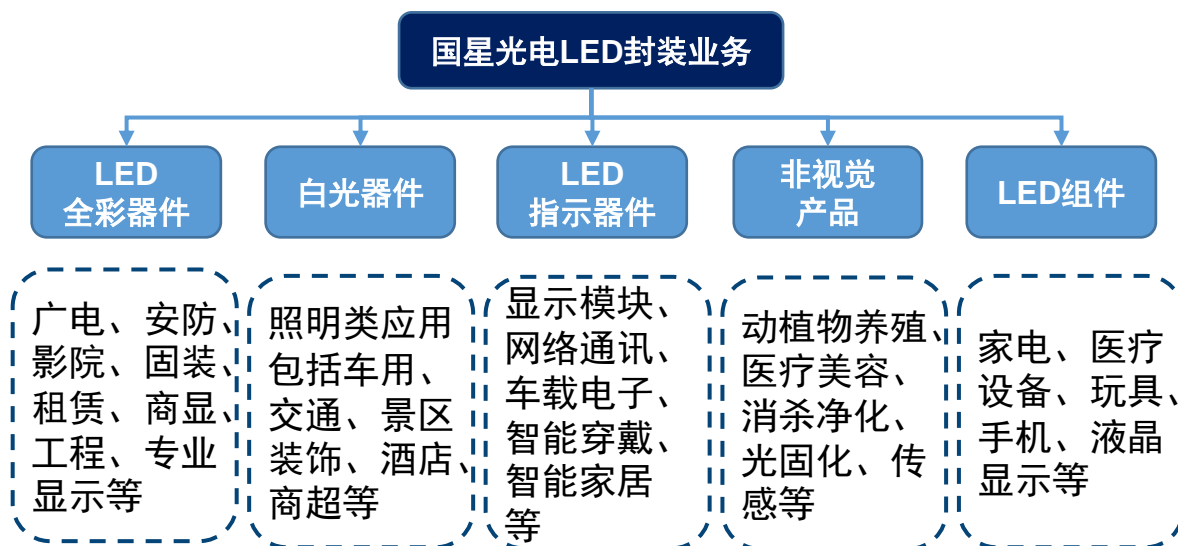 国星光电LED封装业务
LED
全彩器件
白光器件
LED
指示器件
非视觉
产品
LED组件
广电、安防、
影院、固装、
租赁、商显、
工程、专业
显示等
照明类应用
包括车用、
交通、景区
装饰、酒店、
商超等
显示模块、
网络通讯、
车载电子、
智能穿戴、
智能家居
等
动植物养殖、
医疗美容、
消杀净化、
光固化、传
感等
家电、医疗
设备、玩具、
手机、液晶
显示等